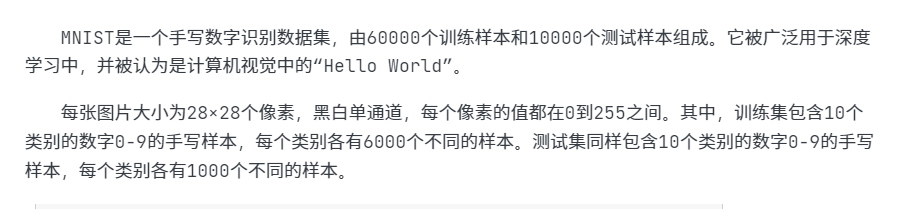 MNIST是一个手写数字识别数据集，由60000个训练样本和10000个测试样本组成。它被广泛用于深度
学习中，并被认为是计算机视觉中的“Hello World”。
每张图片大小为28×28个像素，黑白单通道，每个像素的值都在0到255之间。其中，训练集包含10个
类别的数字0-9的手写样本，每个类别各有6000个不同的样本。测试集同样包含10个类别的数字0-9的手写
样本，每个类别各有1000个不同的样本。